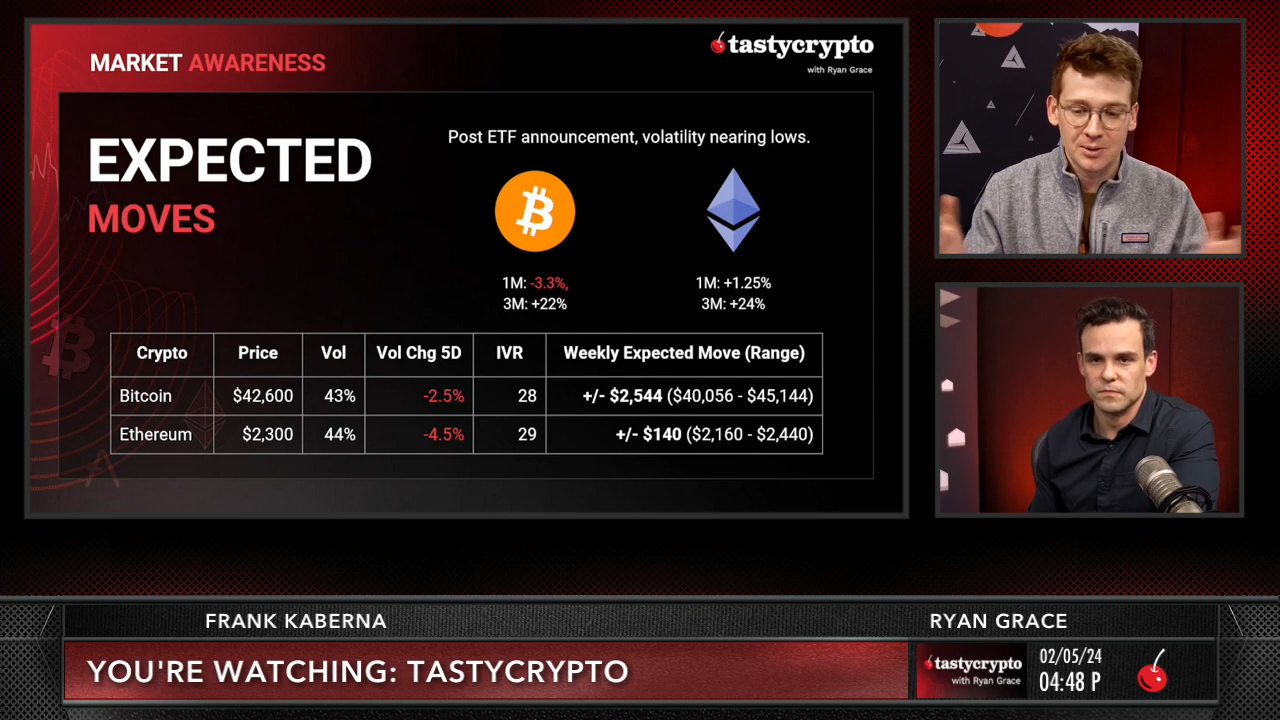 MARKET AWARENESS
tastycrypto
with Ryan Grace
EXPECTED
MOVES
Post ETF announcement, volatility nearing lows.
1M: -3.3%,
3M: +22%
1M: +1.25%
3M: +24%
Crypto Price Vol Vol Chg 5D IVR Weekly Expected Move (Range)
Bitcoin $42,600 43% -2.5% 28 +/- $2,544 ($40,056 - $45,144)
Ethereum $2,300 44% -4.5% 29 +/- $140 ($2,160 - $2,440)
FRANK KABERNA
RYAN GRACE
YOU'RE WATCHING: TASTYCRYPTO
tastycrypto
with Ryan Grace
02/05/24
04:48 P